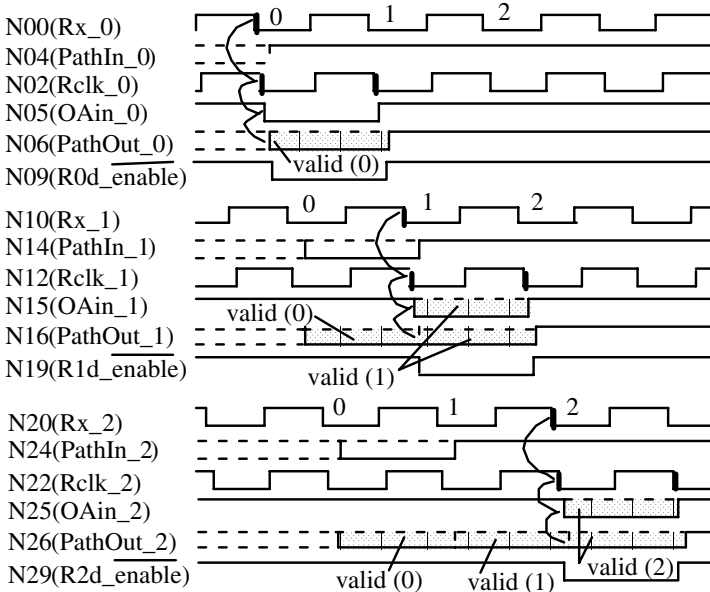 N00(Rx_0) 0 1 2
N04(PathIn_0)
N02(Rclk_0)
N05(OAin_0)
N06(PathOut_0)
valid (0)
N09(R0d_enable)
0 1 2
N10(Rx_1)
N14(PathIn_1)
N12(Rclk_1)
N15(OAin_1)
valid (0)
N16(PathOut_1)
N19(R1d_enable)
valid (1)
N20(Rx_2) 0 1 2
N24(PathIn_2)
N22(Rclk_2)
N25(OAin_2)
N26(PathOut_2)
N29(R2d_enable)
valid (0) valid (1) valid (2)